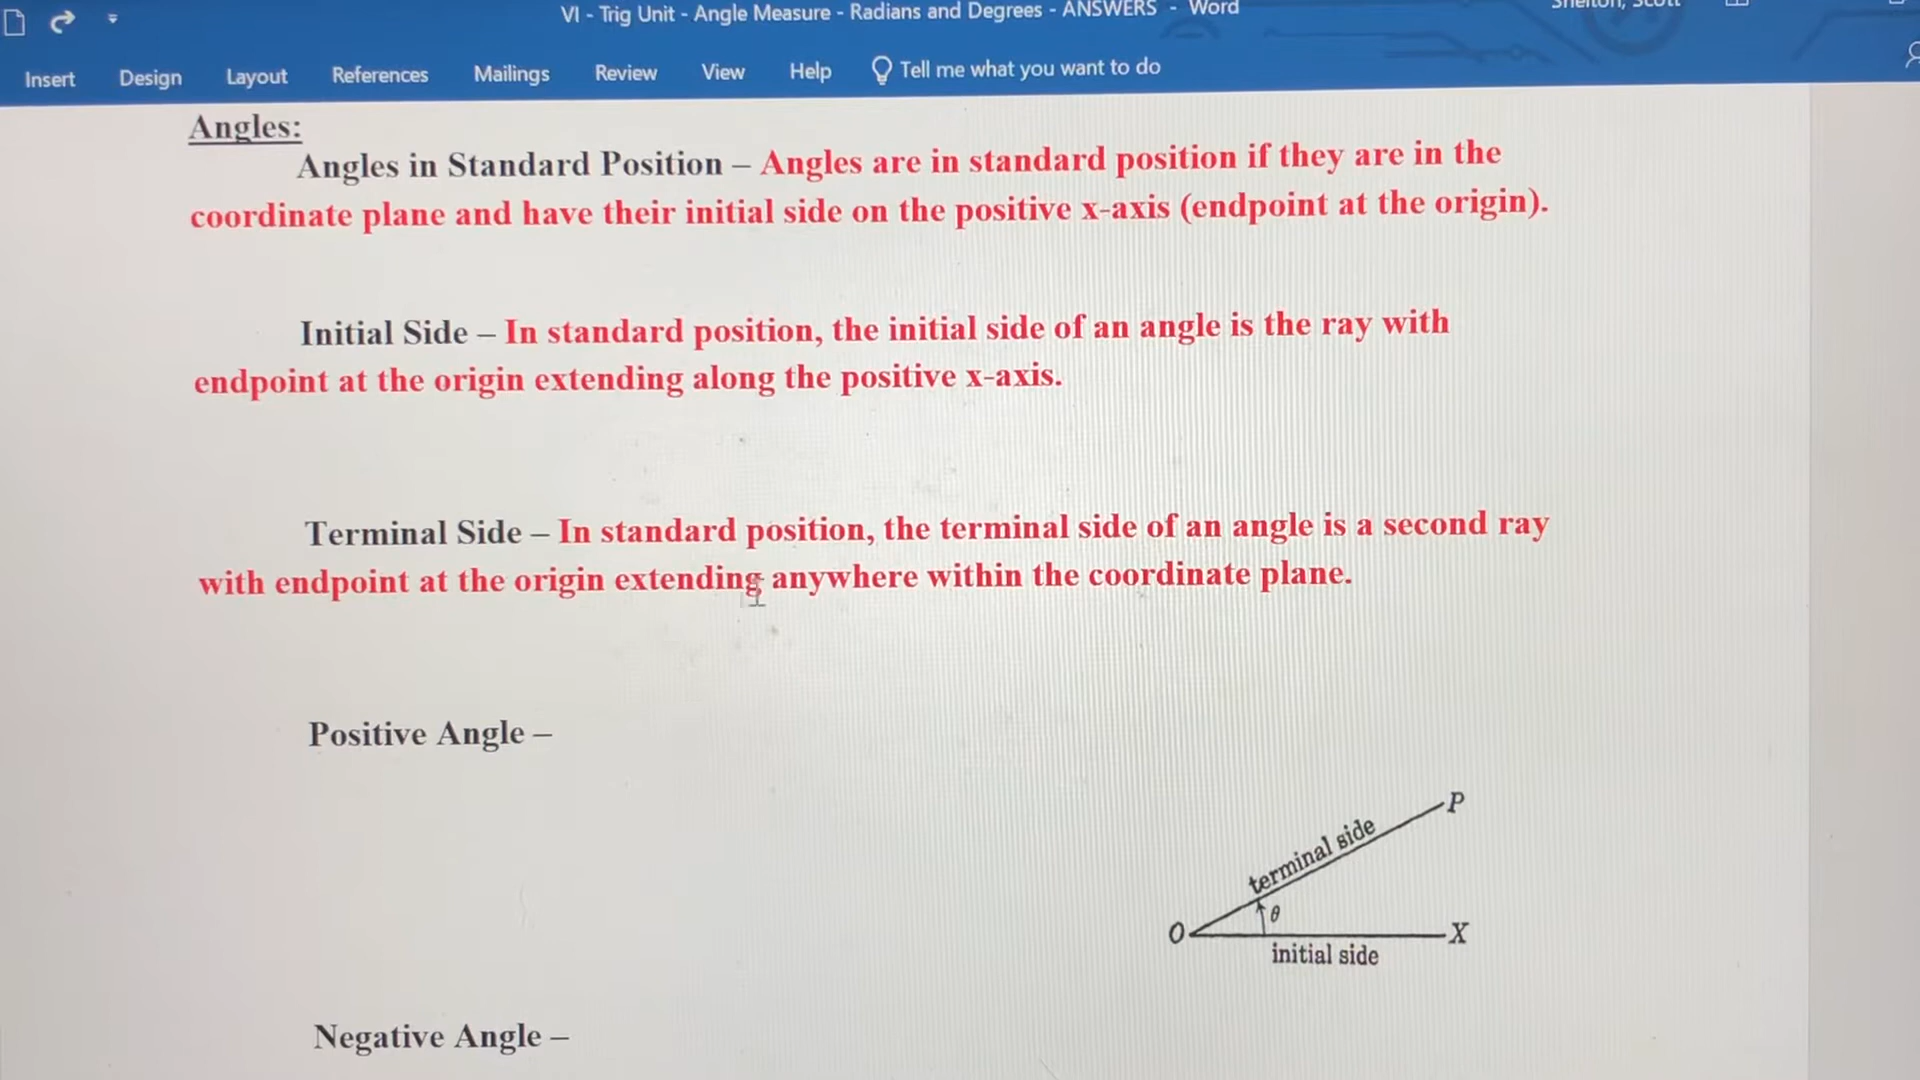 VI - Trig Unit - Angle Measure - Radians and Degrees - ANSWERS - Word
Insert Design Layout References Mailings Review View Help Tell me what you want to do
Angles:
Angles in Standard Position – Angles are in standard position if they are in the
coordinate plane and have their initial side on the positive x-axis (endpoint at the origin).
Initial Side – In standard position, the initial side of an angle is the ray with
endpoint at the origin extending along the positive x-axis.
Terminal Side – In standard position, the terminal side of an angle is a second ray
with endpoint at the origin extending anywhere within the coordinate plane.
Positive Angle –
P
terminal side
θ
O
X
initial side
Negative Angle –